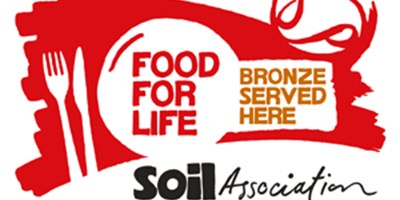 FOOD
FOR
LIFE
BRONZE
SERVED
HERE
Soil Association